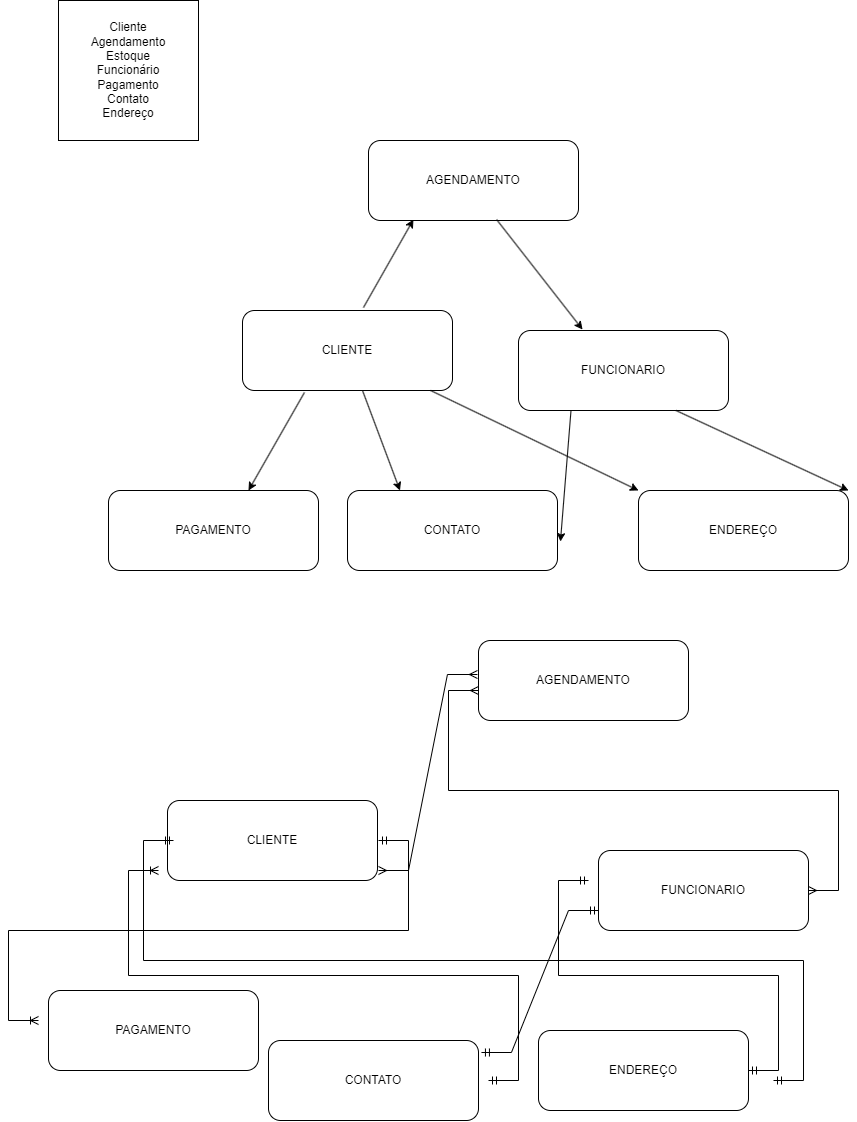 Cliente
Agendamento
Estoque
Funcionário
Pagamento
Contato
Endereço
AGENDAMENTO
CLIENTE
FUNCIONARIO
PAGAMENTO
CONTATO
ENDEREÇO
AGENDAMENTO
CLIENTE
FUNCIONARIO
PAGAMENTO
CONTATO
ENDEREÇO